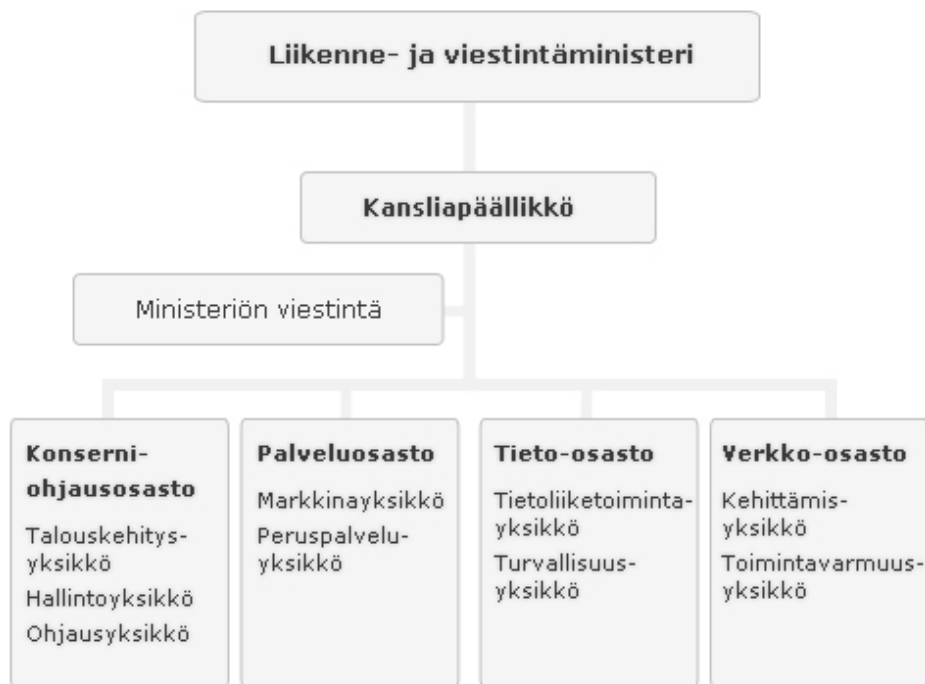 Liikenne- ja viestintäministeri
Kansliapäällikkö
Ministeriön viestintä
Konserni-
ohjausosasto
Talouskehitys-
yksikkö
Hallintoyksikkö
Ohjausyksikkö
Palveluosasto
Markkinayksikkö
Peruspalvelu-
yksikkö
Tieto-osasto
Tietoliiketoiminta-
yksikkö
Turvallisuus-
yksikkö
Verkko-osasto
Kehittämis-
yksikkö
Toimintavarmuus-
yksikkö